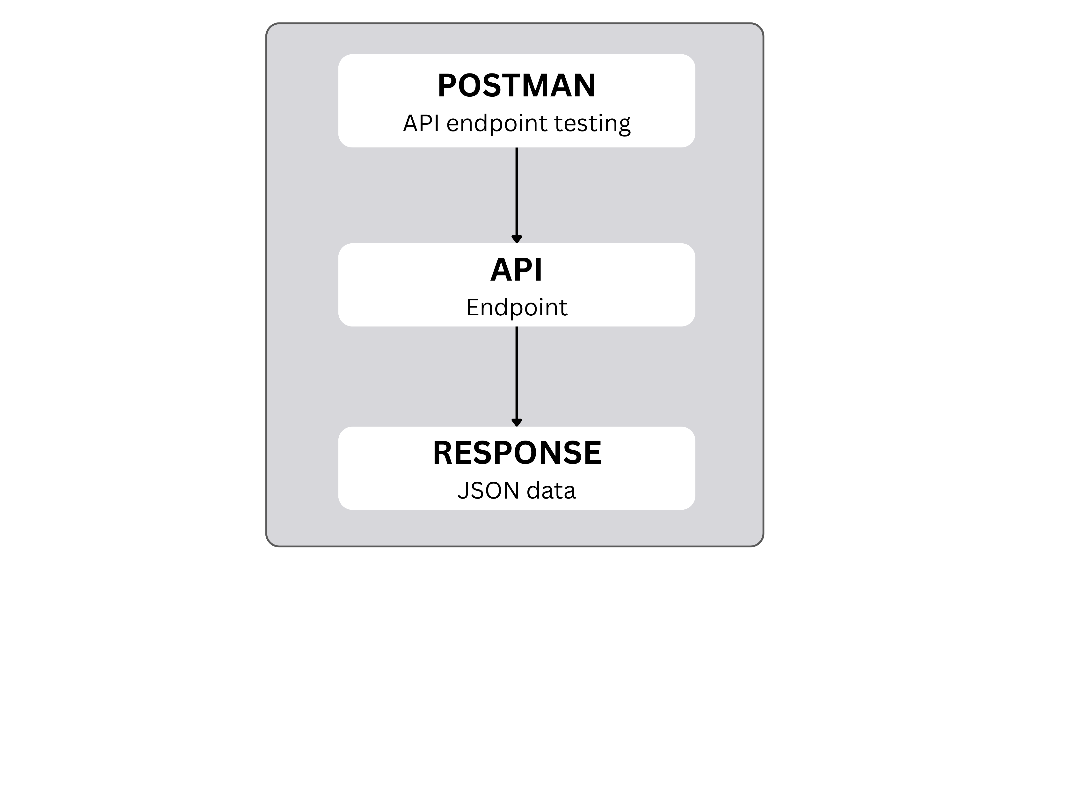 POSTMAN
API endpoint testing
API
Endpoint
RESPONSE
JSON data